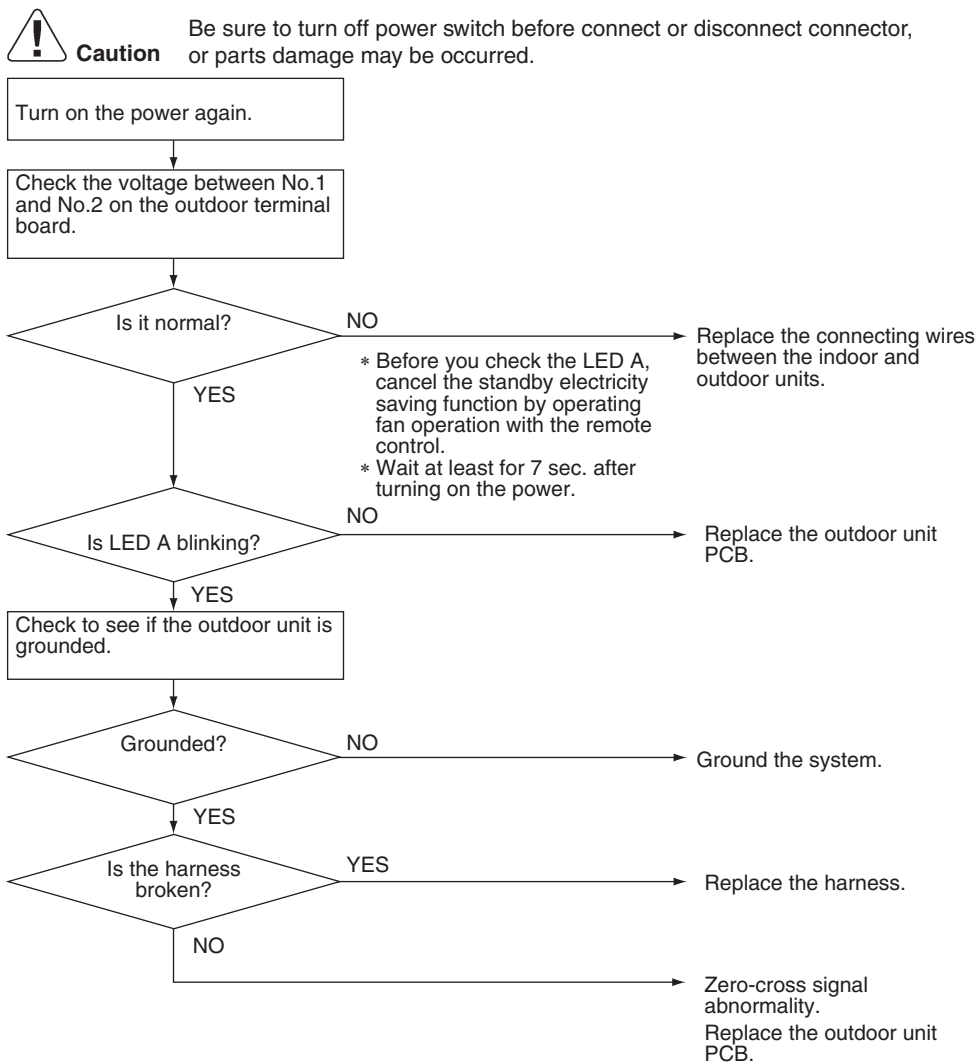 Be sure to turn off power switch before connect or disconnect connector,
Caution or parts damage may be occurred.
Turn on the power again.
Check the voltage between No.1
and No.2 on the outdoor terminal
board.
Is it normal?
NO
Replace the connecting wires
between the indoor and
outdoor units.
YES
* Before you check the LED A,
cancel the standby electricity
saving function by operating
fan operation with the remote
control.
* Wait at least for 7 sec. after
turning on the power.
Is LED A blinking?
NO
Replace the outdoor unit
PCB.
YES
Check to see if the outdoor unit is
grounded.
Grounded?
NO
Ground the system.
YES
Is the harness
broken?
YES
Replace the harness.
NO
Zero-cross signal
abnormality.
Replace the outdoor unit
PCB.